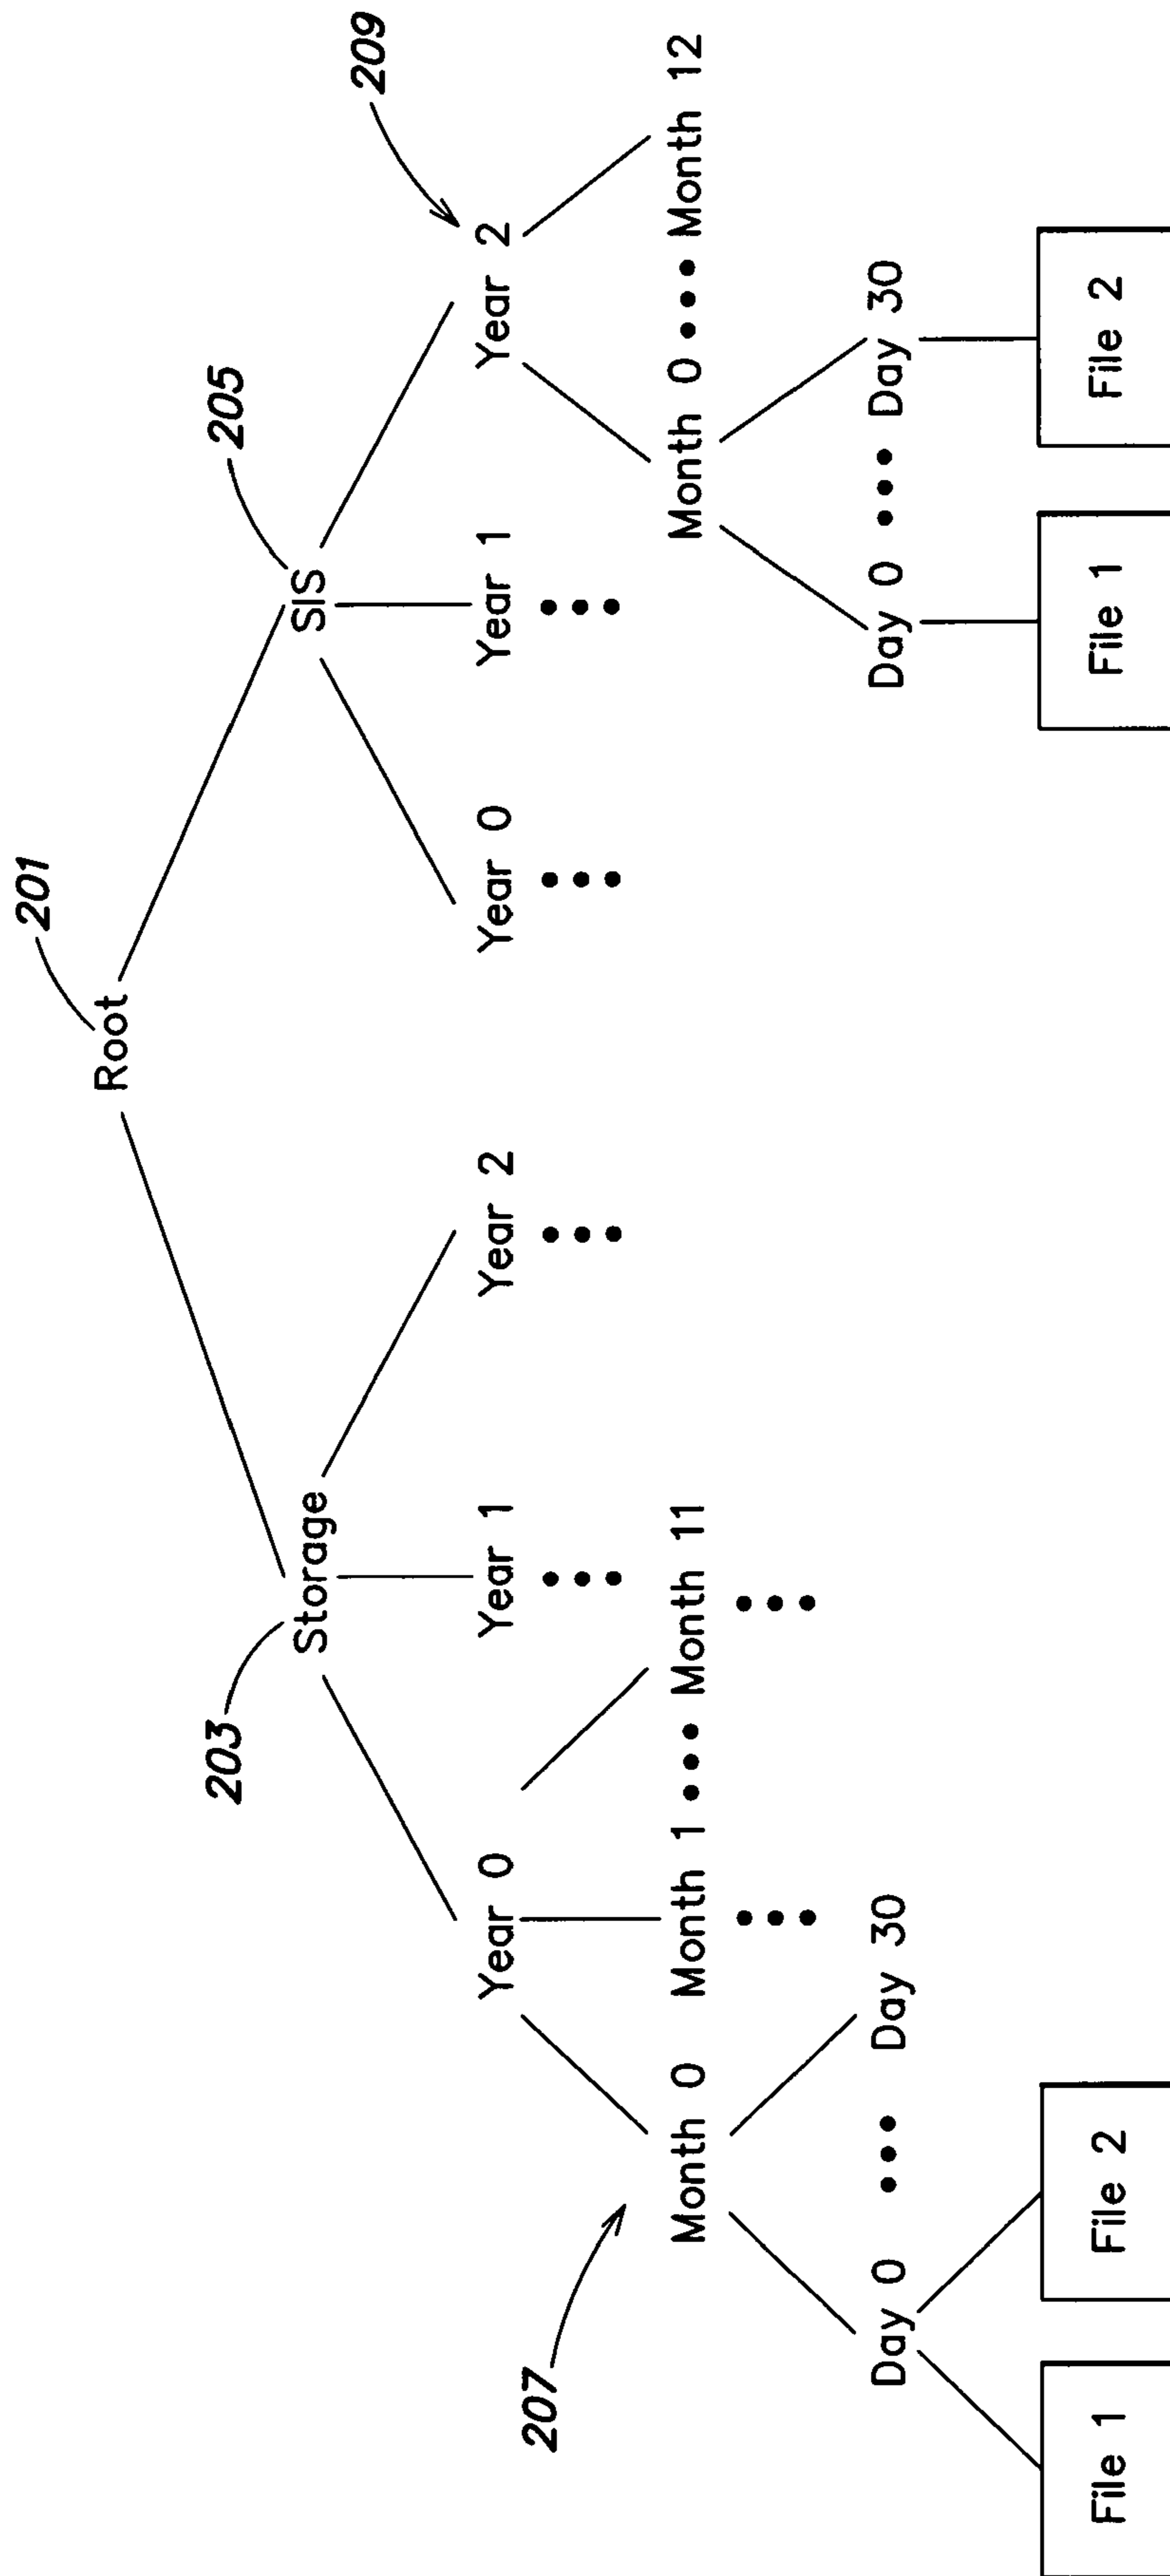 201
Root
203
Storage
205
SIS
209
Year 0
Year 1
Year 2
Year 0
Year 1
Year 2
207
Month 0
Month 1 ••• Month 11
Month 0 ••• Month 12
Day 0 ••• Day 30
Day 0 ••• Day 30
File 1
File 2
File 1
File 2